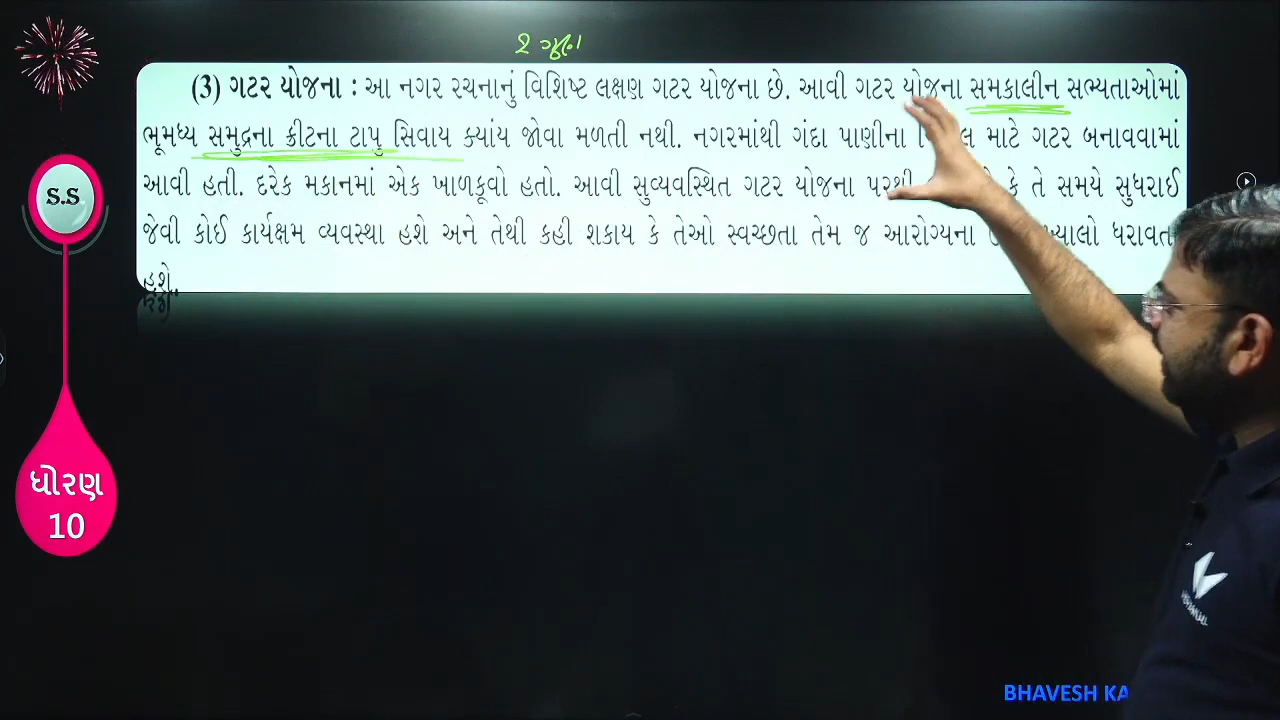 2 ગુણ
(3) ગટર યોજના : આ નગર રચનાનું વિશિષ્ટ લક્ષણ ગટર યોજના છે. આવી ગટર યોજના સમકાલીન સભ્યતાઓમાં
ભૂમધ્ય સમુદ્રના ક્રીટના ટાપુ સિવાય ક્યાંય જોવા મળતી નથી. નગરમાંથી ગંદા પાણીના માટે ગટર બનાવવામાં
આવી હતી. દરેક મકાનમાં એક ખાળકૂવો હતો. આવી સુવ્યવસ્થિત ગટર યોજના પરથી કે તે સમયે સુધરાઈ
જેવી કોઈ કાર્યક્ષમ વ્યવસ્થા હશે અને તેથી કહી શકાય કે તેઓ સ્વચ્છતા તેમ જ આરોગ્યના
હશે.
S.S.
ધોરણ
10
BHAVESH KA